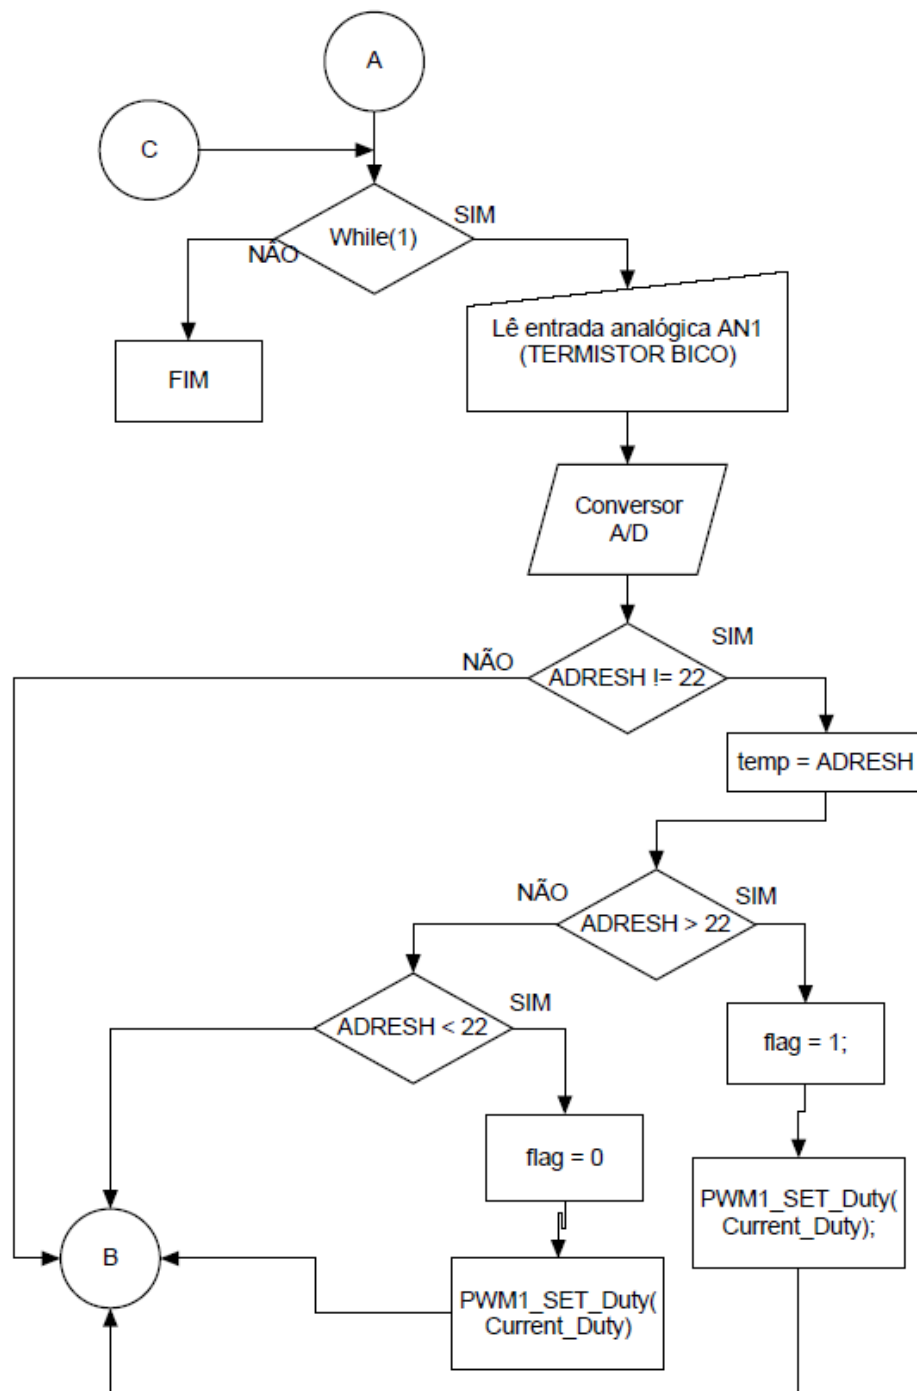 A
C
While(1)
SIM
NÃO
FIM
Lê entrada analógica AN1
(TERMISTOR BICO)
Conversor
A/D
ADRESH != 22
SIM
NÃO
temp = ADRESH
ADRESH > 22
NÃO
SIM
ADRESH < 22
SIM
flag = 1;
flag = 0
PWM1_SET_Duty(
Current_Duty);
B
PWM1_SET_Duty(
Current_Duty)